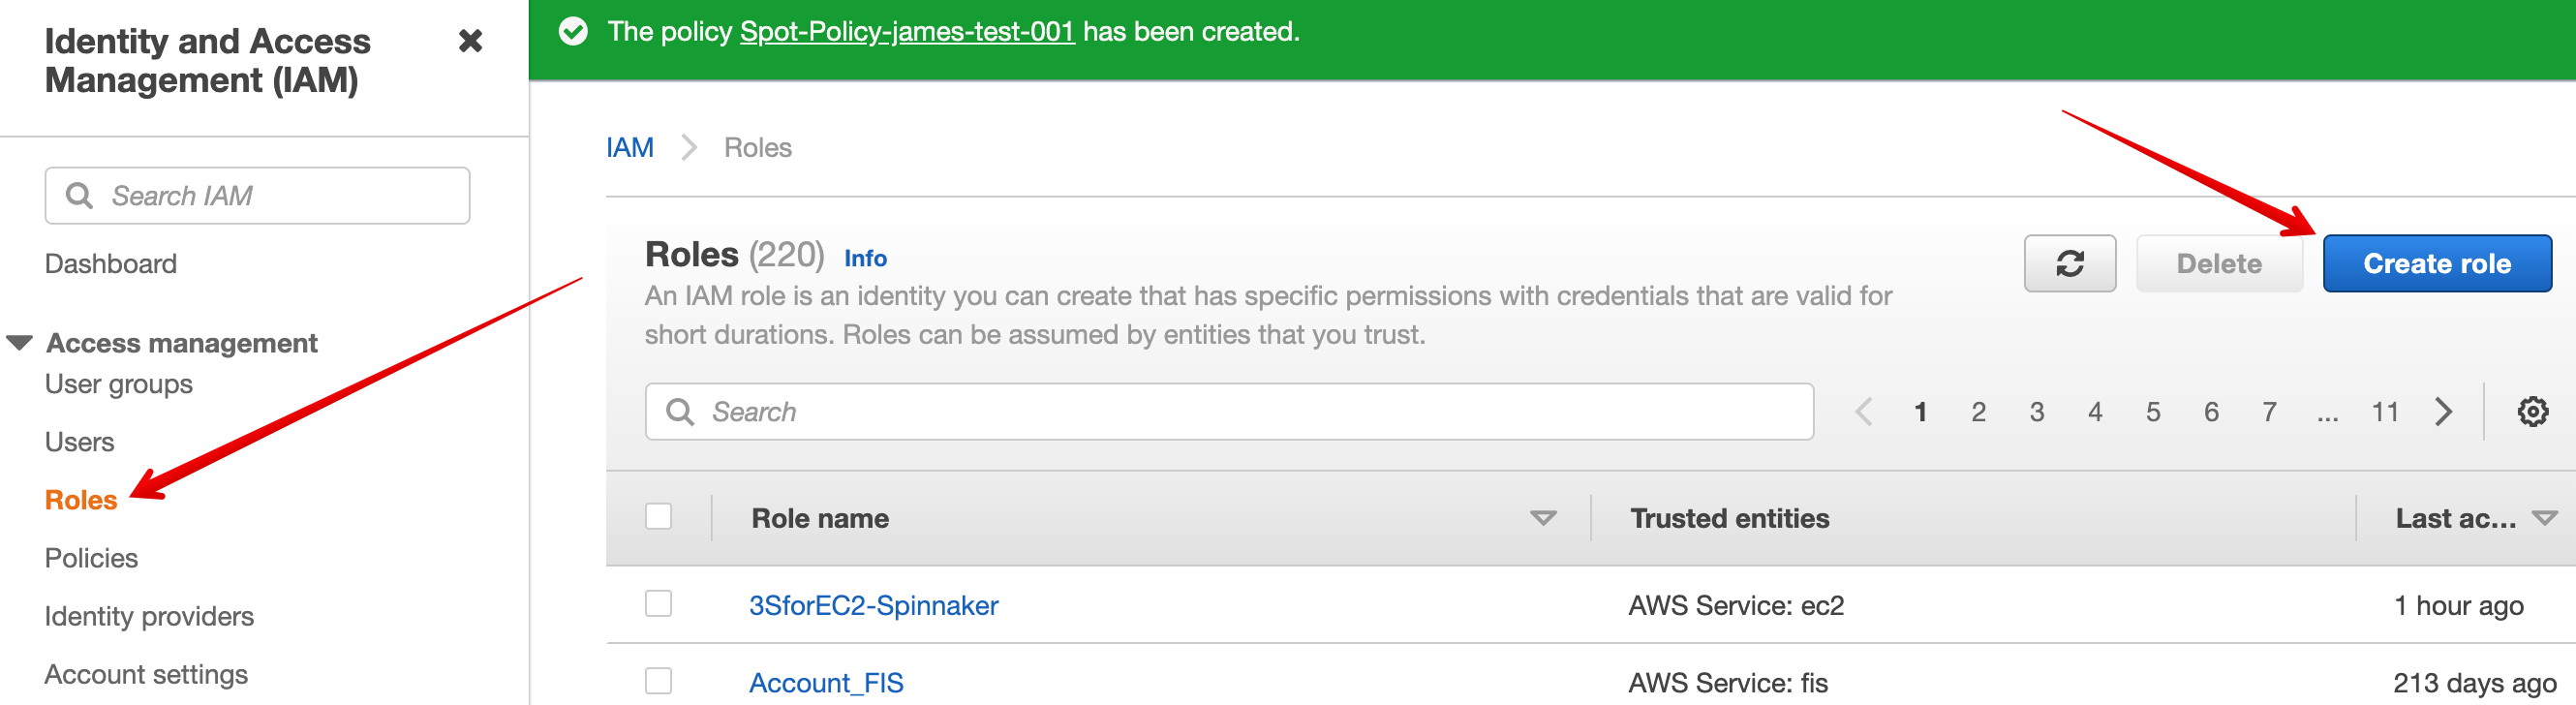 Identity and Access
Management (IAM)
Search IAM
Dashboard
Access management
User groups
Users
Roles
Policies
Identity providers
Account settings
The policy Spot-Policy-james-test-001 has been created.
IAM Roles
Roles (220) Info
An IAM role is an identity you can create that has specific permissions with credentials that are valid for
short durations. Roles can be assumed by entities that you trust.
Delete Create role
Search
1 2 3 4 5 6 7 ... 11
Role name Trusted entities Last ac...
3SforEC2-Spinnaker AWS Service: ec2 1 hour ago
Account_FIS AWS Service: fis 213 days ago